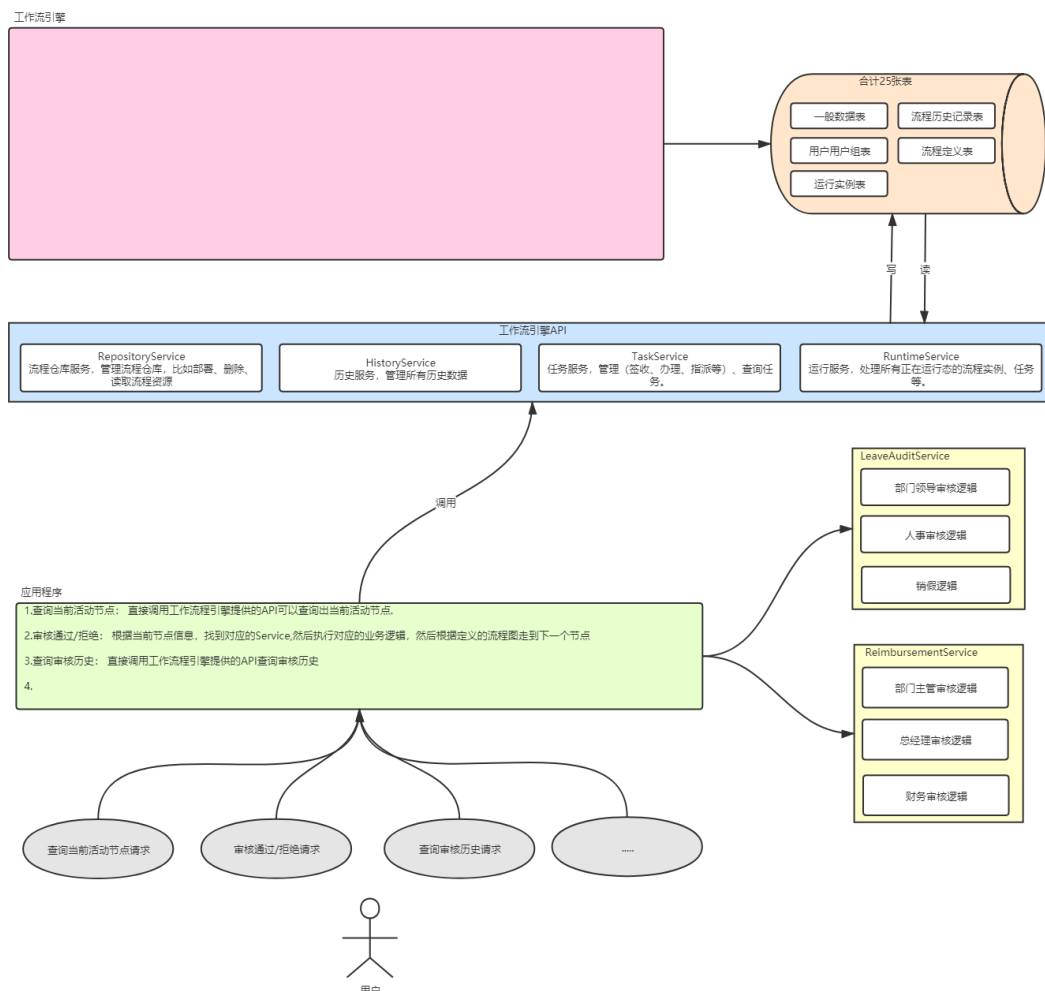 工作流引擎
合计25张表
一般数据表
流程历史记录表
用户用户组表
流程定义表
运行实例表
写
读
工作流引擎API
RepositoryService
流程仓库服务，管理流程仓库，比如部署、删除、
读取流程资源
HistoryService
历史服务，管理所有历史数据
TaskService
任务服务，管理（签收、办理、指派等）、查询任
务。
RuntimeService
运行服务，处理所有正在运行态的流程实例、任务
等。
调用
LeaveAuditService
部门领导审核逻辑
人事审核逻辑
销假逻辑
应用程序
1.查询当前活动节点： 直接调用工作流程引擎提供的API可以查询出当前活动节点.
2.审核通过/拒绝： 根据当前节点信息，找到对应的Service,然后执行对应的业务逻辑，然后根据定义的流程图走到下一个节点
3.查询审核历史： 直接调用工作流程引擎提供的API查询审核历史
4.
ReimbursementService
部门主管审核逻辑
总经理审核逻辑
财务审核逻辑
查询当前活动节点请求
审核通过/拒绝请求
查询审核历史请求
.....
用户